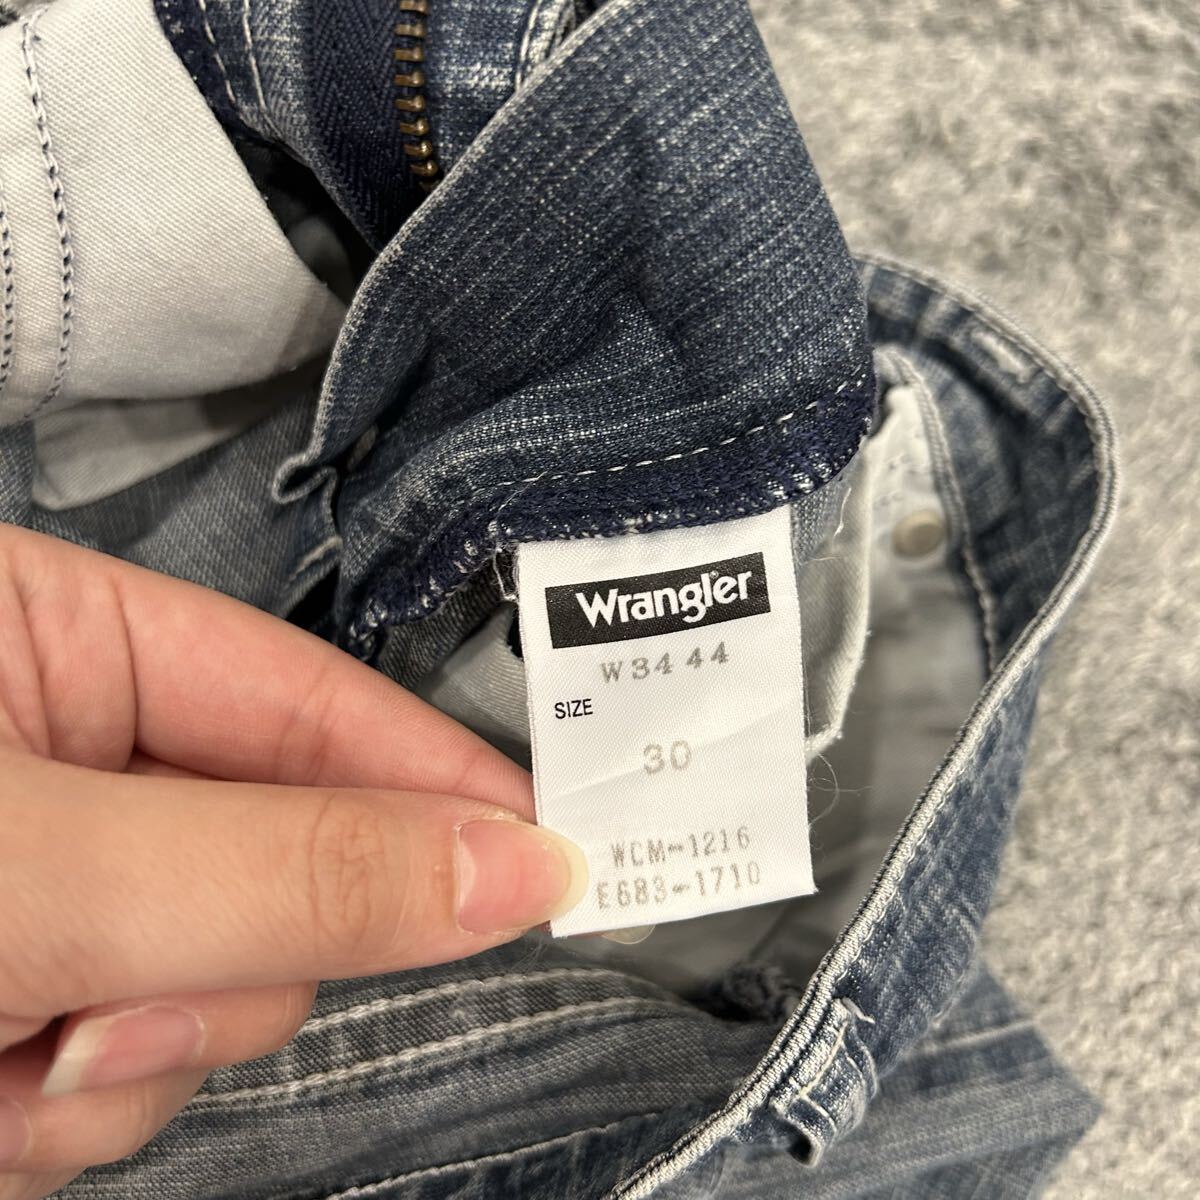 Wrangler
W3444
SIZE
30
WCM-1216
E683-1710